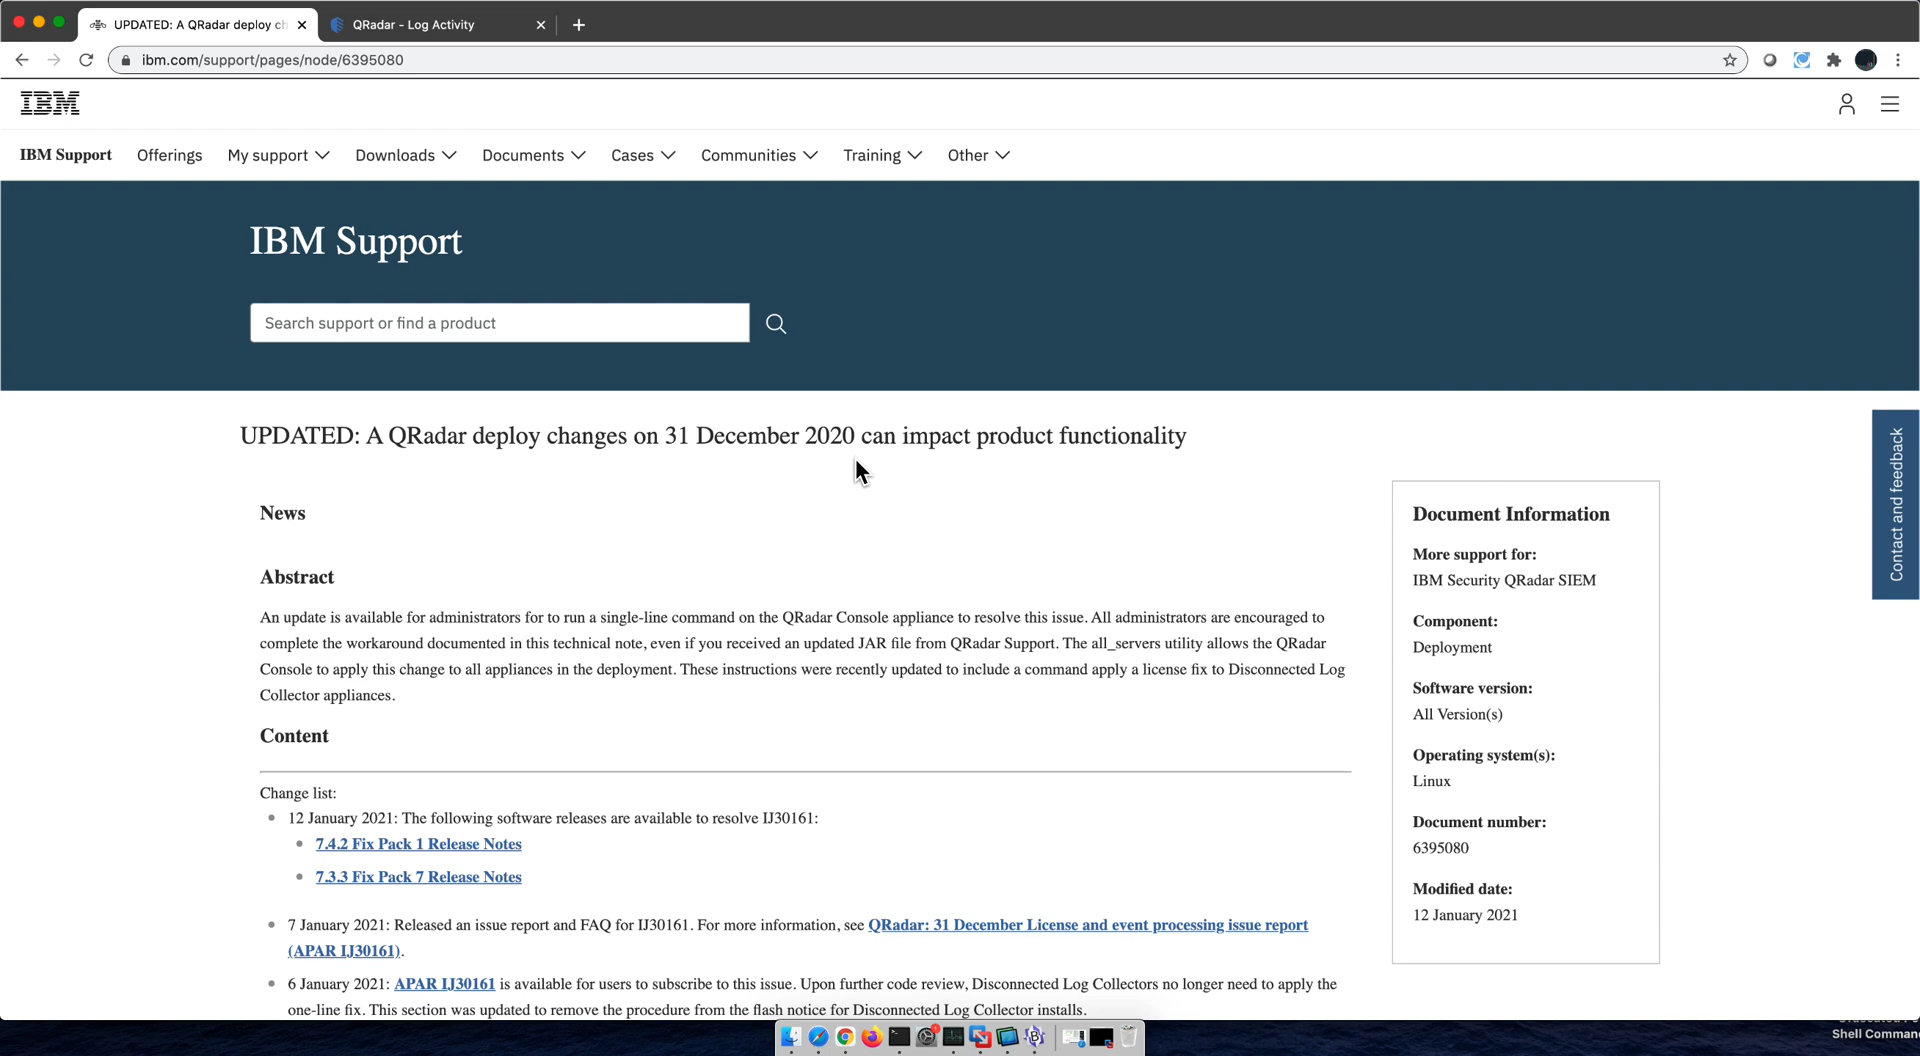 UPDATED: A QRadar deploy ch
QRadar - Log Activity
ibm.com/support/pages/node/6395080
IBM
IBM Support Offerings My support Downloads Documents Cases Communities Training Other
IBM Support
Search support or find a product
UPDATED: A QRadar deploy changes on 31 December 2020 can impact product functionality
Contact and feedback
News
Abstract
An update is available for administrators for to run a single-line command on the QRadar Console appliance to resolve this issue. All administrators are encouraged to
complete the workaround documented in this technical note, even if you received an updated JAR file from QRadar Support. The all_servers utility allows the QRadar
Console to apply this change to all appliances in the deployment. These instructions were recently updated to include a command apply a license fix to Disconnected Log
Collector appliances.
Content
Change list:
12 January 2021: The following software releases are available to resolve IJ30161:
7.4.2 Fix Pack 1 Release Notes
7.3.3 Fix Pack 7 Release Notes
7 January 2021: Released an issue report and FAQ for IJ30161. For more information, see QRadar: 31 December License and event processing issue report
(APAR IJ30161).
6 January 2021: APAR IJ30161 is available for users to subscribe to this issue. Upon further code review, Disconnected Log Collectors no longer need to apply the
one-line fix. This section was updated to remove the procedure from the flash notice for Disconnected Log Collector installs.
Document Information
More support for:
IBM Security QRadar SIEM
Component:
Deployment
Software version:
All Version(s)
Operating system(s):
Linux
Document number:
6395080
Modified date:
12 January 2021
Shell Comman